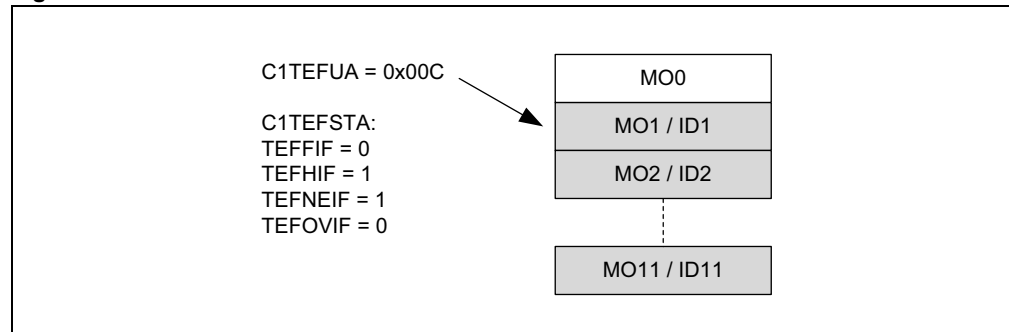 C1TEFUA = 0x00C
C1TEFSTA:
TEFFIF = 0
TEFHIF = 1
TEFNEIF = 1
TEFOVIF = 0
MO0
MO1 / ID1
MO2 / ID2
MO11 / ID11